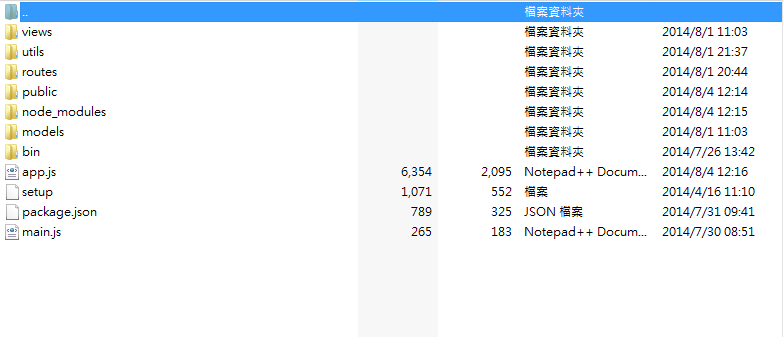 .. 檔案資料夾
views 檔案資料夾 2014/8/1 11:03
utils 檔案資料夾 2014/8/1 21:37
routes 檔案資料夾 2014/8/1 20:44
public 檔案資料夾 2014/8/4 12:14
node_modules 檔案資料夾 2014/8/4 12:15
models 檔案資料夾 2014/8/1 11:03
bin 檔案資料夾 2014/7/26 13:42
app.js 6,354 2,095 Notepad++ Docum... 2014/8/4 12:16
setup 1,071 552 檔案 2014/4/16 11:10
package.json 789 325 JSON 檔案 2014/7/31 09:41
main.js 265 183 Notepad++ Docum... 2014/7/30 08:51